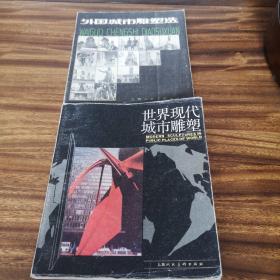 外国城市雕塑选
WAIGUO CHENGSHI DIAOSUXUAN
世界现代
城市雕塑
MODERN SCULPTURES IN
PUBLIC PLACES OF WORLD
上海人民美术出版社